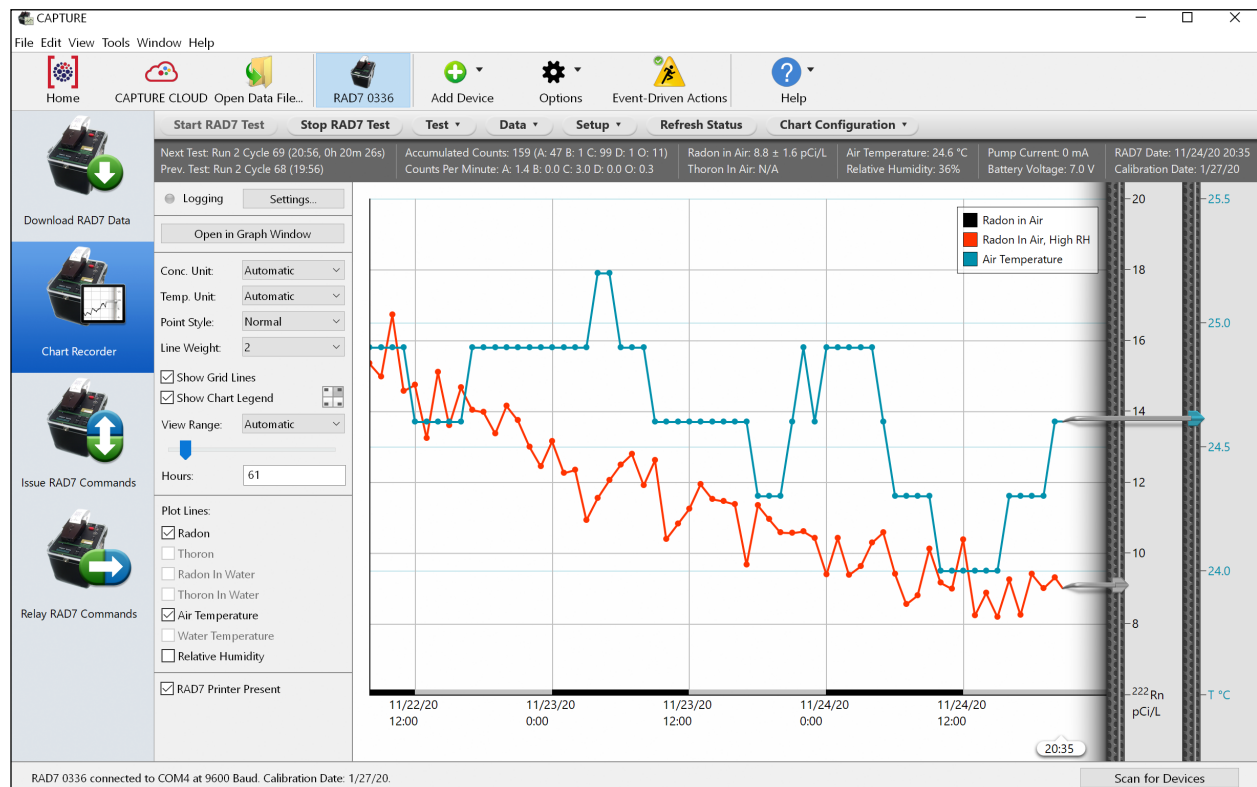 CAPTURE
File Edit View Tools Window Help
Home CAPTURE CLOUD Open Data File... RAD7 0336 Add Device Options Event-Driven Actions Help
Start RAD7 Test Stop RAD7 Test Test Data Setup Refresh Status Chart Configuration
Next Test: Run 2 Cycle 69 (20:56, 0h 20m 26s) Accumulated Counts: 159 (A: 47 B: 1 C: 99 D: 1 O: 11) Radon in Air: 8.8 ± 1.6 pCi/L Air Temperature: 24.6 °C Pump Current: 0 mA RAD7 Date: 11/24/20 20:35
Prev. Test: Run 2 Cycle 68 (19:56) Counts Per Minute: A: 1.4 B: 0.0 C: 3.0 D: 0.0 O: 0.3 Thoron In Air: N/A Relative Humidity: 36% Battery Voltage: 7.0 V Calibration Date: 1/27/20
Download RAD7 Data
Chart Recorder
Issue RAD7 Commands
Relay RAD7 Commands
Logging Settings...
Open in Graph Window
Conc. Unit: Automatic
Temp. Unit: Automatic
Point Style: Normal
Line Weight: 2
Show Grid Lines
Show Chart Legend
View Range: Automatic
Hours: 61
Plot Lines:
Radon
Thoron
Radon In Water
Thoron In Water
Air Temperature
Water Temperature
Relative Humidity
RAD7 Printer Present
Radon in Air
Radon In Air, High RH
Air Temperature
20
18
16
14
12
10
8
²²²Rn
pCi/L
25.5
25.0
24.5
24.0
T °C
11/22/20 11/23/20 11/23/20 11/24/20 11/24/20
12:00 0:00 12:00 0:00 12:00
20:35
RAD7 0336 connected to COM4 at 9600 Baud. Calibration Date: 1/27/20. Scan for Devices